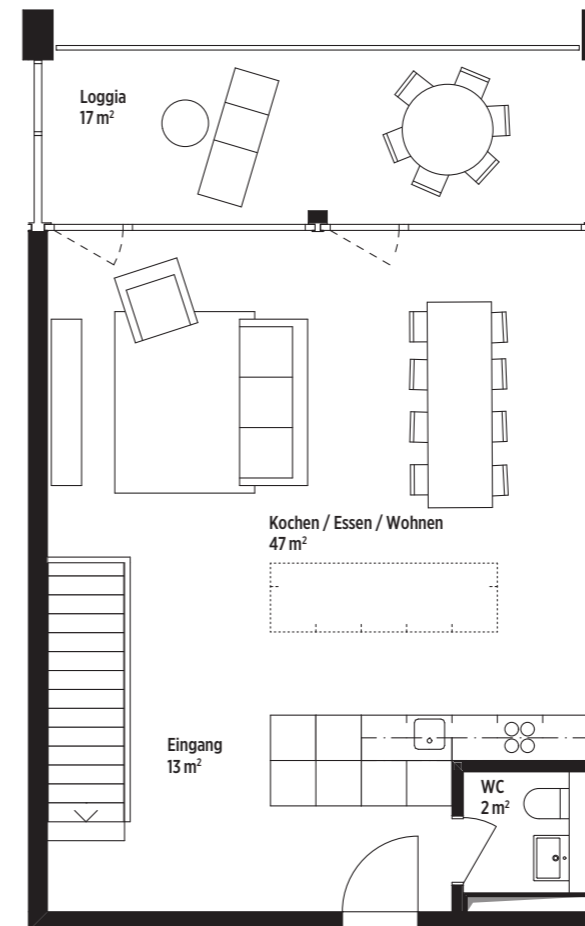 Loggia
17 m²
Kochen / Essen / Wohnen
47 m²
Eingang
13 m²
WC
2 m²